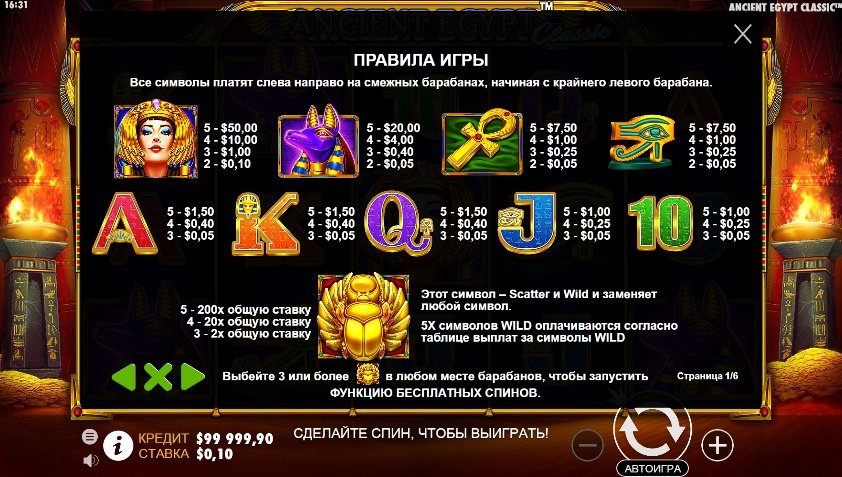 16:31
ANCIENT EGYPT CLASSIC™
ANCIENT EGYPT™
Classic
ПРАВИЛА ИГРЫ
Все символы платят слева направо на смежных барабанах, начиная с крайнего левого барабана.
5 - $50,00
4 - $10,00
3 - $1,00
2 - $0,10
5 - $20,00
4 - $4,00
3 - $0,40
2 - $0,05
5 - $7,50
4 - $1,00
3 - $0,25
2 - $0,05
5 - $7,50
4 - $1,00
3 - $0,25
2 - $0,05
A
5 - $1,50
4 - $0,40
3 - $0,05
K
5 - $1,50
4 - $0,40
3 - $0,05
Q
5 - $1,50
4 - $0,40
3 - $0,05
J
5 - $1,00
4 - $0,25
3 - $0,05
10
5 - $1,00
4 - $0,25
3 - $0,05
5 - 200x общую ставку
4 - 20x общую ставку
3 - 2x общую ставку
Этот символ – Scatter и Wild и заменяет
любой символ.
5X символов WILD оплачиваются согласно
таблице выплат за символы WILD
Выбейте 3 или более в любом месте барабанов, чтобы запустить
ФУНКЦИЮ БЕСПЛАТНЫХ СПИНОВ.
Страница 1/6
КРЕДИТ $99 999,90
СТАВКА $0,10
СДЕЛАЙТЕ СПИН, ЧТОБЫ ВЫИГРАТЬ!
АВТОИГРА